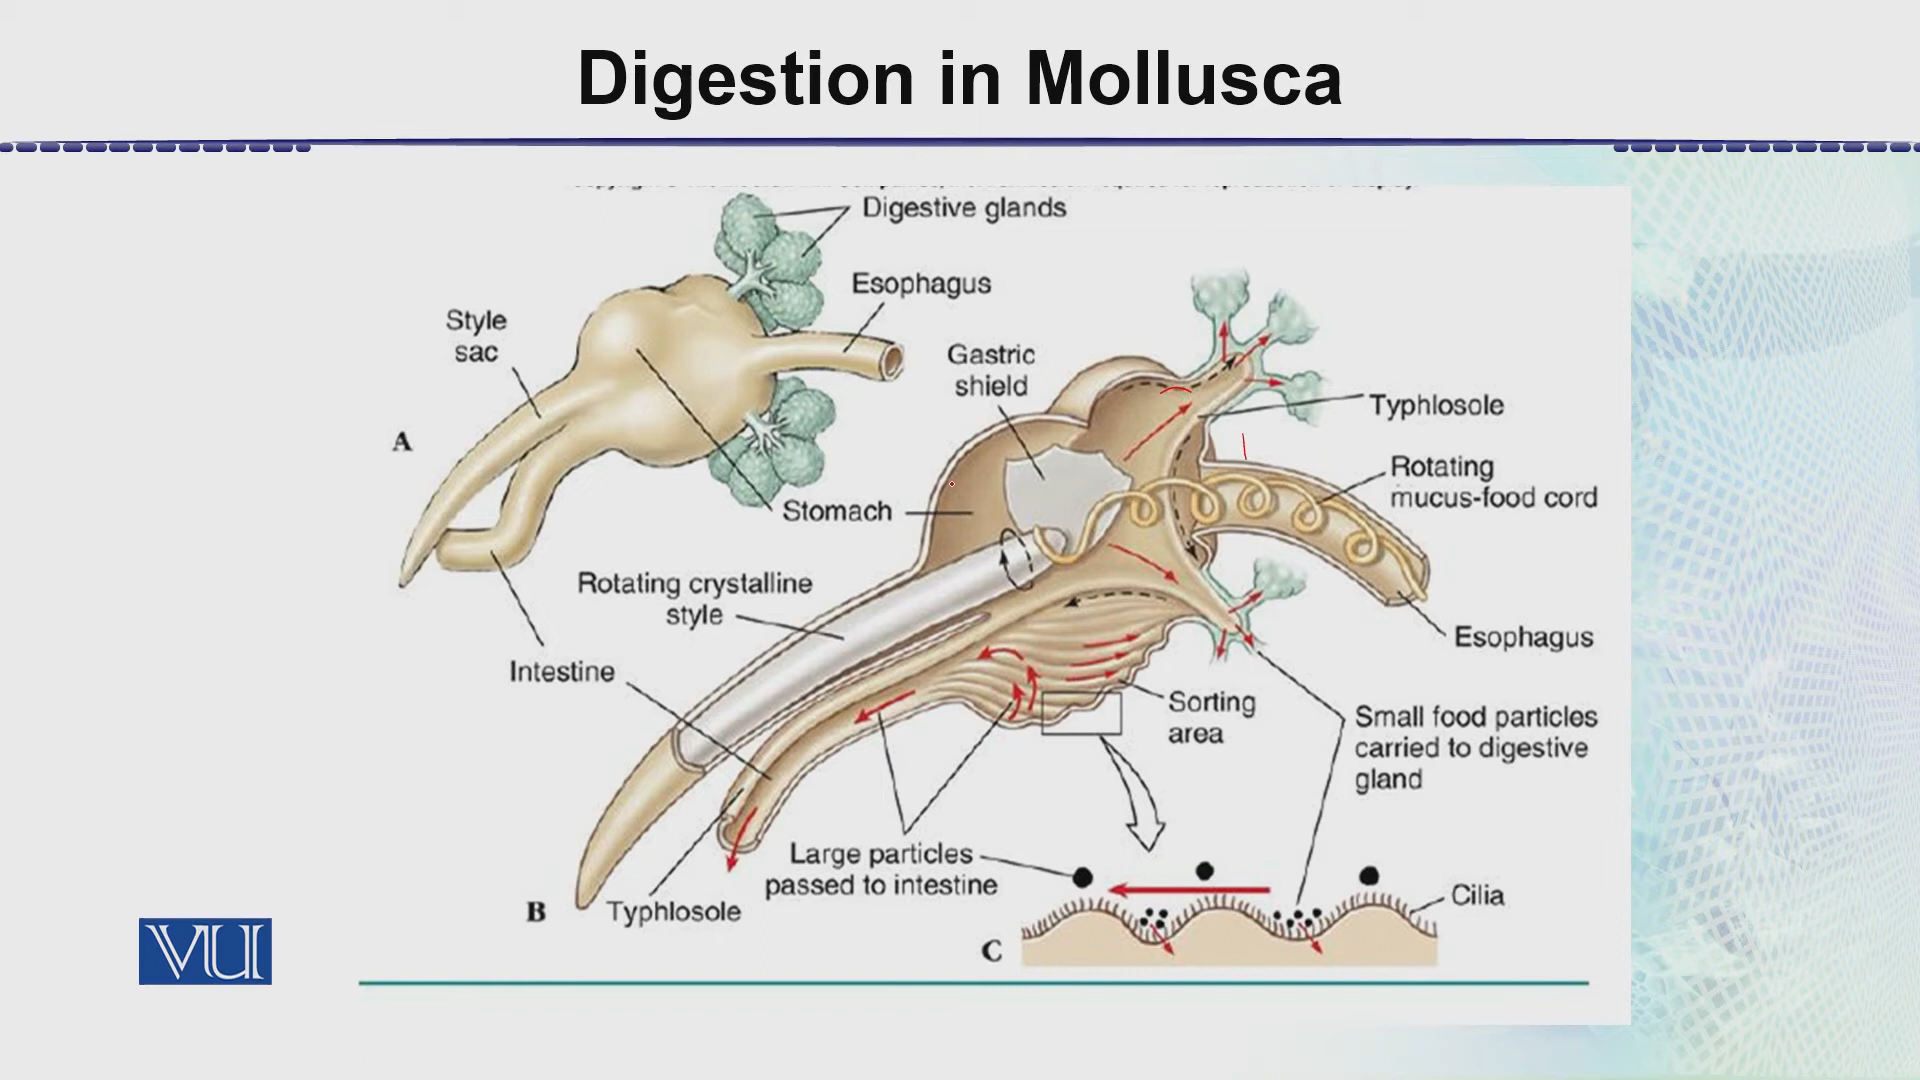 Digestion in Mollusca
Digestive glands
Esophagus
Style
sac
Gastric
shield
Typhlosole
A
Rotating
mucus-food cord
Stomach
Rotating crystalline
style
Esophagus
Intestine
Sorting
area
Small food particles
carried to digestive
gland
Large particles
passed to intestine
Cilia
B
Typhlosole
C
VU